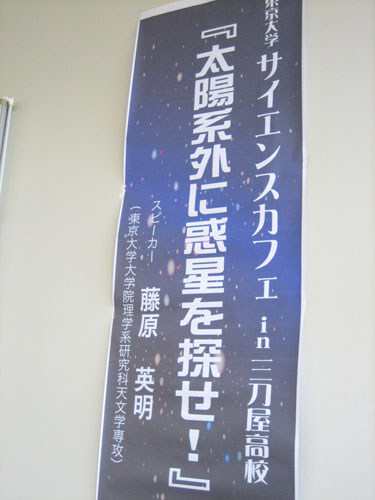 東京大学 サイエンスカフェ in 三刀屋高校
『太陽系外に惑星を探せ！』
スピーカー 藤原 英明
（東京大学大学院理学系研究科天文学専攻）